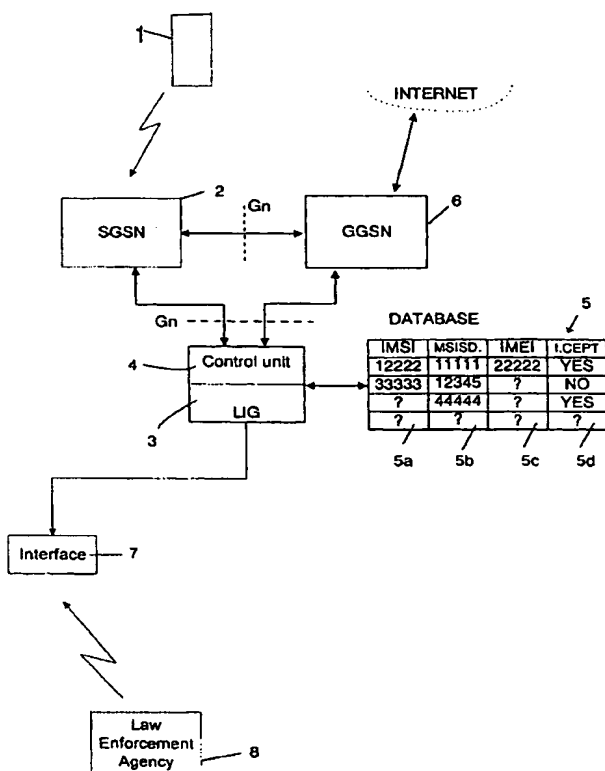 1
INTERNET
2
Gn
6
SGSN
GGSN
Gn
DATABASE
5
4
Control unit
3
LIG
IMSI MSISD. IMEI I.CEPT
12222 11111 22222 YES
33333 12345 ? NO
? 44444 ? YES
? ? ? ?
5a 5b 5c 5d
Interface
7
Law
Enforcement
Agency
8